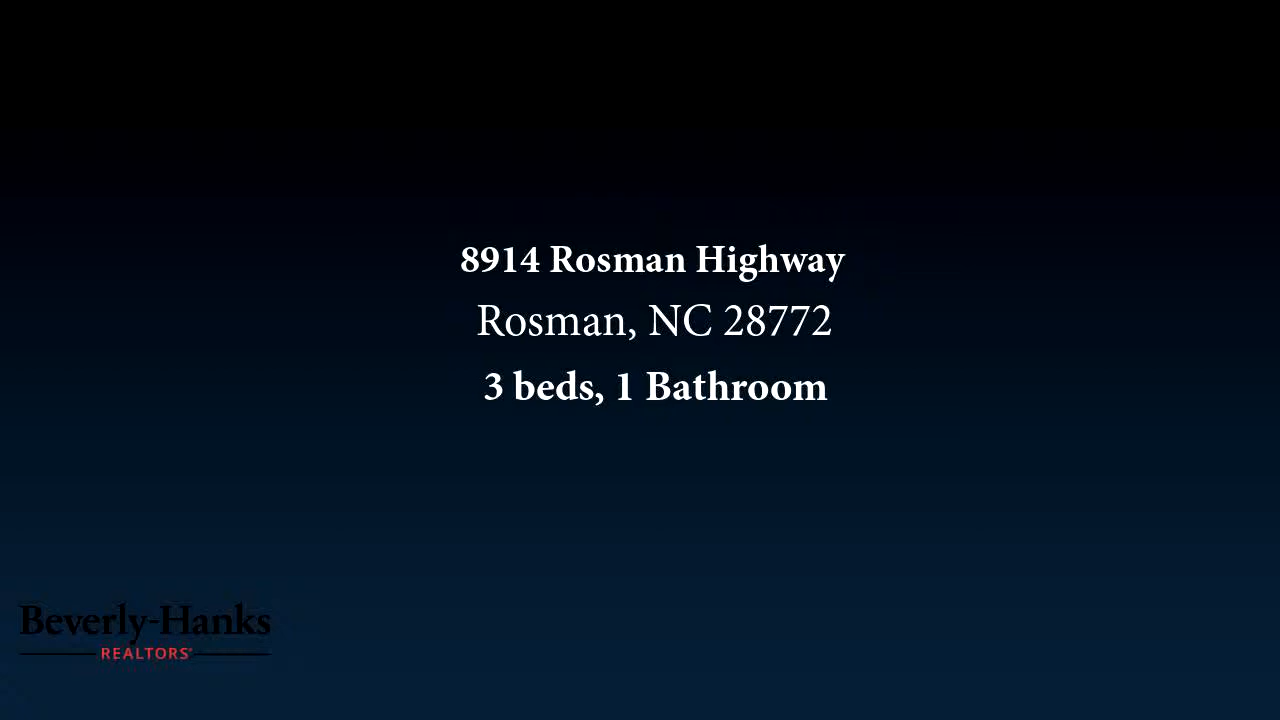 8914 Rosman Highway
Rosman, NC 28772
3 beds, 1 Bathroom
Beverly-Hanks
REALTORS®